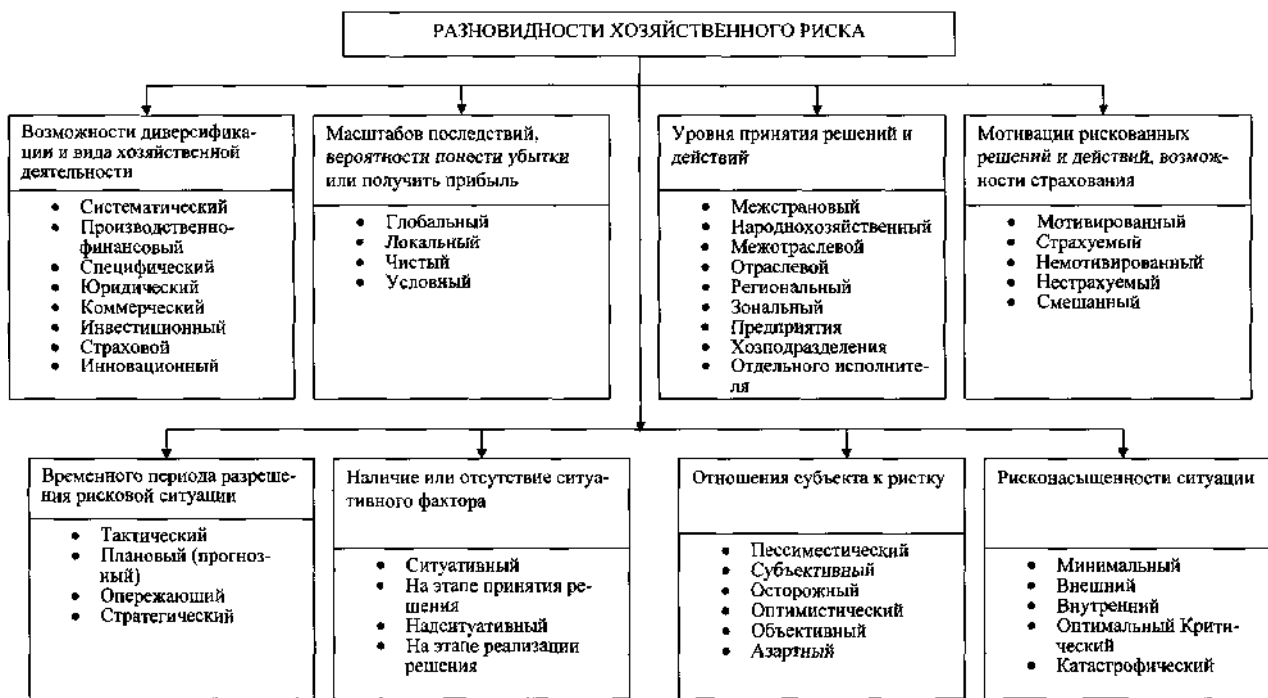 РАЗНОВИДНОСТИ ХОЗЯЙСТВЕННОГО РИСКА
Возможности диверсифика-
ции и вида хозяйственной
деятельности
• Систематический
• Производственно-
финансовый
• Специфический
• Юридический
• Коммерческий
• Инвестиционный
• Страховой
• Инновационный
Масштабов последствий,
вероятности понести убытки
или получить прибыль
• Глобальный
• Локальный
• Чистый
• Условный
Уровня принятия решений и
действий
• Межстрановый
• Народнохозяйственный
• Межотраслевой
• Отраслевой
• Региональный
• Зональный
• Предприятия
• Хозподразделения
• Отдельного исполните-
ля
Мотивации рискованных
решений и действий, возмож-
ности страхования
• Мотивированный
• Страхуемый
• Немотивированный
• Нестрахуемый
• Смешанный
Временного периода разреше-
ния рисковой ситуации
• Тактический
• Плановый (прогноз-
ный)
• Опережающий
• Стратегический
Наличие или отсутствие ситуа-
тивного фактора
• Ситуативный
• На этапе принятия ре-
шения
• Надситуативный
• На этапе реализации
решения
Отношения субъекта к ристку
• Пессиместический
• Субъективный
• Осторожный
• Оптимистический
• Объективный
• Азартный
Рисконасыщенности ситуации
• Минимальный
• Внешний
• Внутренний
• Оптимальный Крити-
ческий
• Катастрофический